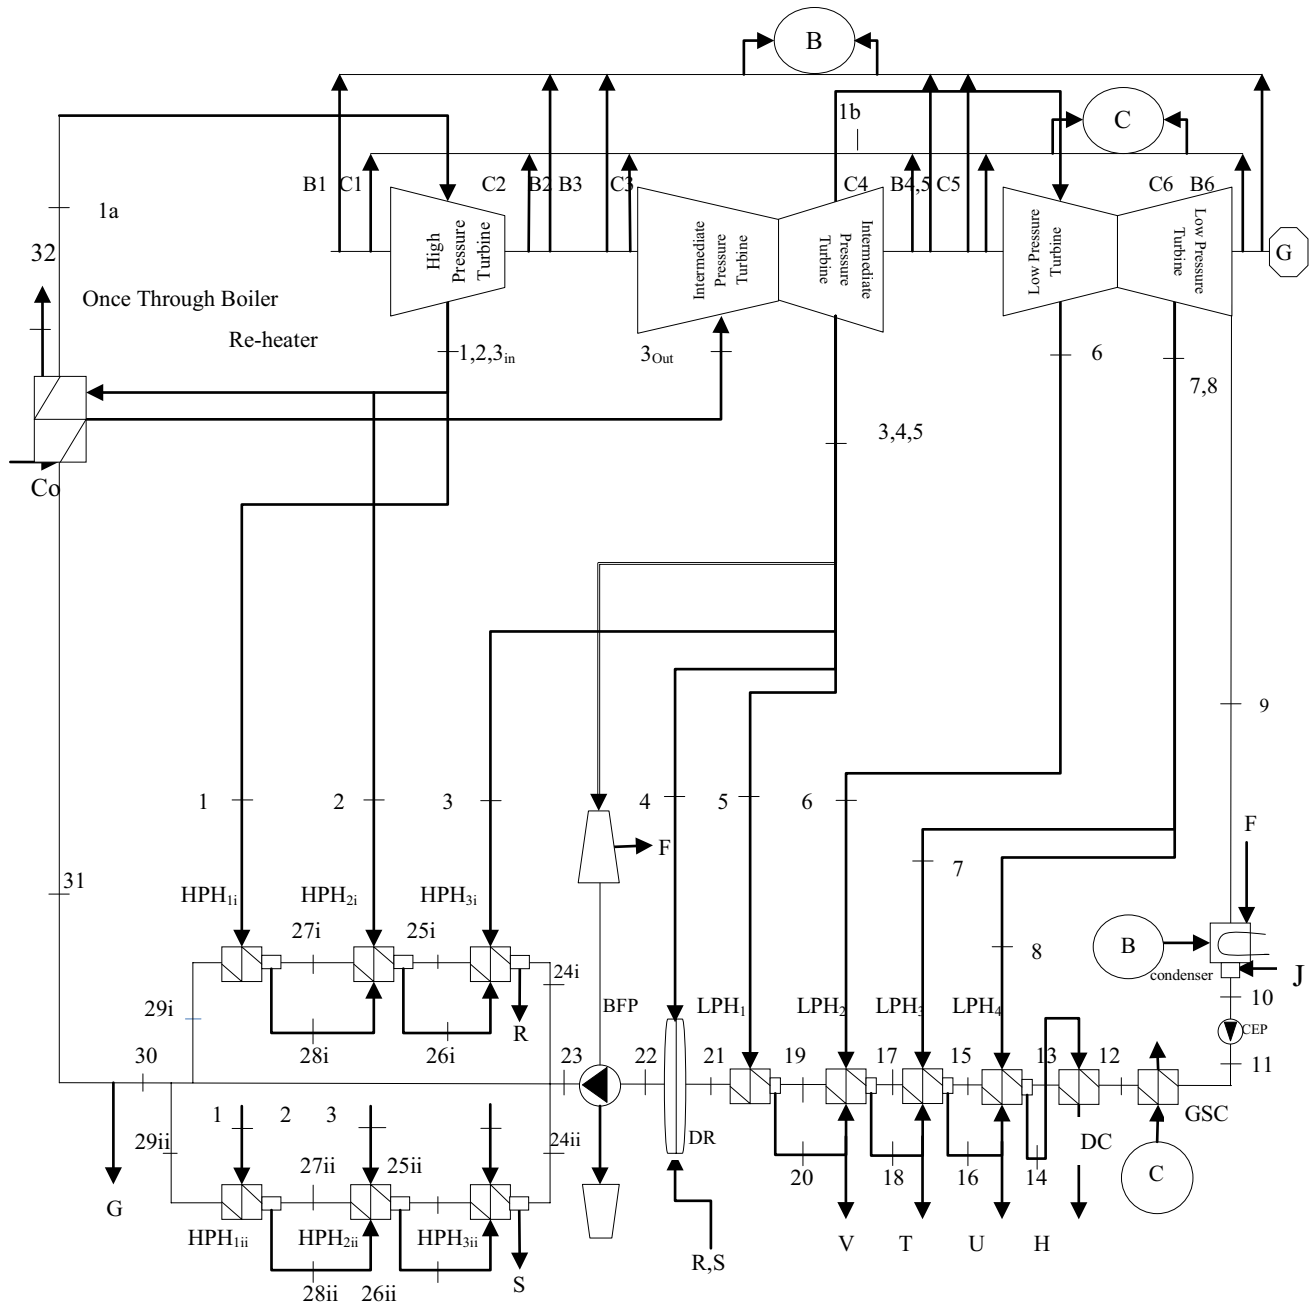 B
1b
C
B1
C1
C2
B2
B3
C3
C4
B4,5
C5
C6
B6
1a
32
High
Pressure
Turbine
Intermediate
Pressure
Turbine
Intermediate
Pressure
Turbine
Low Pressure
Turbine
Low Pressure
Turbine
G
Once Through Boiler
Re-heater
1,2,3in
3Out
6
7,8
3,4,5
Co
9
1
2
3
4
5
6
F
F
7
31
HPH1i
HPH2i
HPH3i
27i
25i
8
B
condenser
J
24i
10
29i
28i
26i
R
BFP
LPH1
LPH2
LPH3
LPH4
CEP
30
23
22
21
19
17
15
13
12
11
1
2
3
29ii
27ii
25ii
24ii
DR
DC
GSC
20
18
16
14
C
G
HPH1ii
HPH2ii
HPH3ii
V
T
U
H
R,S
28ii
26ii
S